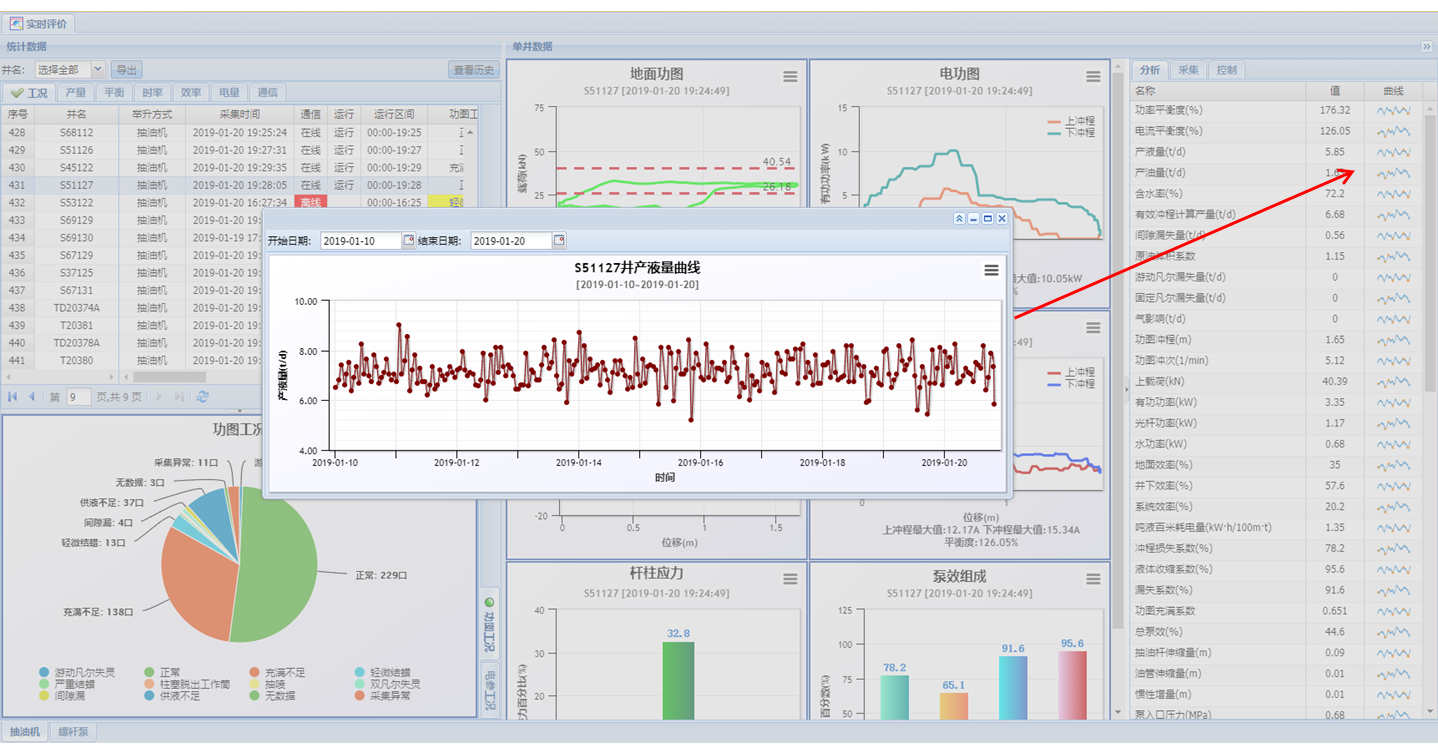 实时评价
统计数据
井名: 选择全部 导出 查看历史
工况 产量 平衡 时率 效率 电量 通信
序号 井名 举升方式 采集时间 通信 运行 运行区间 功图工
428 S68112 抽油机 2019-01-20 19:25:24 在线 运行 00:00-19:25
429 S51126 抽油机 2019-01-20 19:27:31 在线 运行 00:00-19:27
430 S45122 抽油机 2019-01-20 19:29:35 在线 运行 00:00-19:29
431 S51127 抽油机 2019-01-20 19:28:05 在线 运行 00:00-19:28
432 S53122 抽油机 2019-01-20 16:27:34 离线 00:00-16:25
433 S69129 抽油机 2019-01-20 19:
434 S69130 抽油机 2019-01-19 17:
435 S67129 抽油机 2019-01-20 19:
436 S37125 抽油机 2019-01-20 19:
437 S67131 抽油机 2019-01-20 19:
438 TD20374A 抽油机 2019-01-20 19:
439 T20381 抽油机 2019-01-20 19:
440 TD20378A 抽油机 2019-01-20 19:
441 T20380 抽油机 2019-01-20 19:
第 9 页,共 9 页
功图工况
采集异常: 11口
无数据: 3口
供液不足: 37口
间隙漏: 4口
轻微结蜡: 13口
充满不足: 138口
正常: 229口
游动凡尔失灵 正常 充满不足 轻微结蜡
严重结蜡 柱塞脱出工作筒 抽喷 双凡尔失灵
间隙漏 供液不足 无数据 采集异常
功图工况
电参工况
抽油机 螺杆泵
单井数据
地面功图
S51127 [2019-01-20 19:24:49]
75
50
25
载荷(kN)
40.54
26.18
电功图
S51127 [2019-01-20 19:24:49]
15
10
5
有功功率(kW)
上冲程
下冲程
最大值:10.05kW
%
开始日期: 2019-01-10 结束日期: 2019-01-20
S51127井产液量曲线
[2019-01-10~2019-01-20]
10.00
8.00
6.00
4.00
产液量(t/d)
2019-01-10 2019-01-12 2019-01-14 2019-01-16 2019-01-18 2019-01-20
时间
:49]
上冲程
下冲程
-20
0 0.5 1 1.5
位移(m)
0 1
位移(m)
上冲程最大值:12.17A 下冲程最大值:15.34A
平衡度:126.05%
杆柱应力
S51127 [2019-01-20 19:24:49]
40
30
20
力百分比(%)
32.8
泵效组成
S51127 [2019-01-20 19:24:49]
125
100
75
50
百分数(%)
78.2 65.1 91.6 95.6
分析 采集 控制
名称 值 曲线
功率平衡度(%) 176.32
电流平衡度(%) 126.05
产液量(t/d) 5.85
产油量(t/d) 1.6
含水率(%) 72.2
有效冲程计算产量(t/d) 6.68
间隙漏失量(t/d) 0.56
原油体积系数 1.15
游动凡尔漏失量(t/d) 0
固定凡尔漏失量(t/d) 0
气影响(t/d) 0
功图冲程(m) 1.65
功图冲次(1/min) 5.12
上载荷(kN) 40.39
有功功率(kW) 3.35
光杆功率(kW) 1.17
水功率(kW) 0.68
地面效率(%) 35
井下效率(%) 57.6
系统效率(%) 20.2
吨液百米耗电量(kW·h/100m·t) 1.35
冲程损失系数(%) 78.2
液体收缩系数(%) 95.6
漏失系数(%) 91.6
功图充满系数 0.651
总泵效(%) 44.6
抽油杆伸缩量(m) 0.09
油管伸缩量(m) 0.01
惯性增量(m) 0.01
泵入口压力(MPa) 0.68